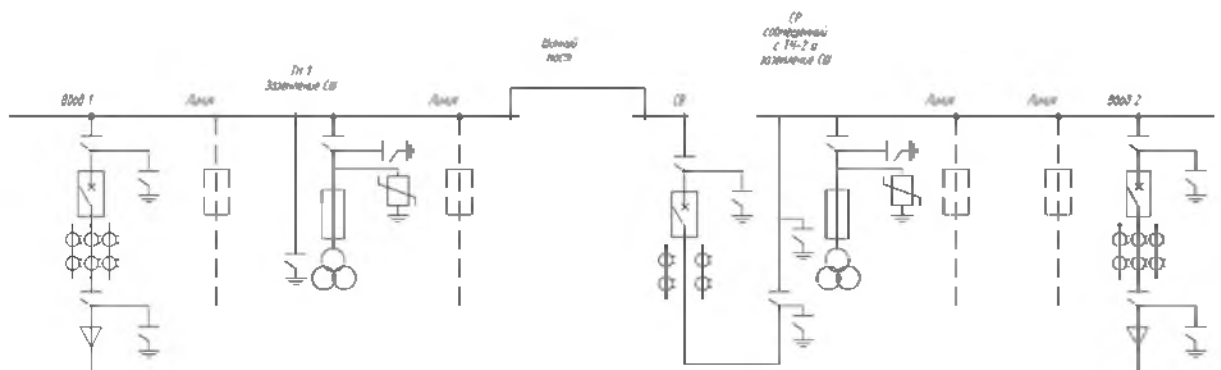 СР
совмещенный
с ТН-2 и
заземление СШ
Шинный
мост
ТН 1
Заземление СШ
Ввод 1
Линия
Линия
СВ
Линия
Линия
Ввод 2